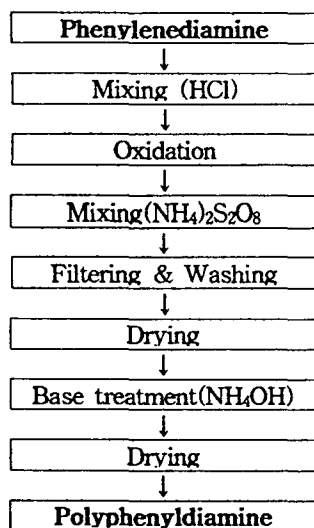 Phenylenediamine
Mixing (HCl)
Oxidation
Mixing(NH₄)₂S₂O₈
Filtering & Washing
Drying
Base treatment(NH₄OH)
Drying
Polyphenyldiamine